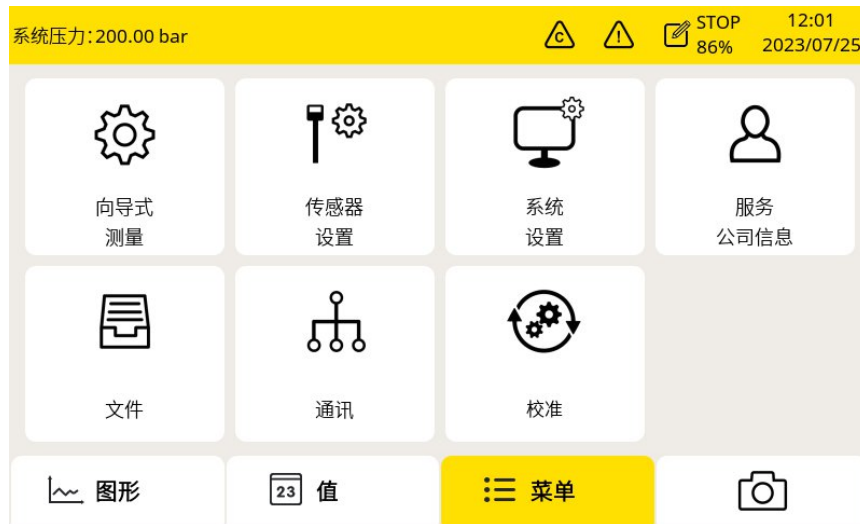 系统压力:200.00 bar
C
!
STOP
86%
12:01
2023/07/25
向导式
测量
传感器
设置
系统
设置
服务
公司信息
文件
通讯
校准
图形
23
值
菜单